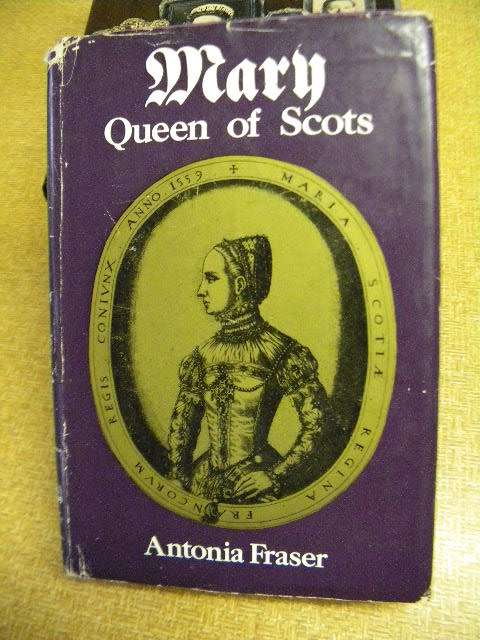 Mary
Queen of Scots
✠ MARIA SCOTIÆ REGINA FRANCORVM REGIS CONIVNX ANNO 1559
Antonia Fraser